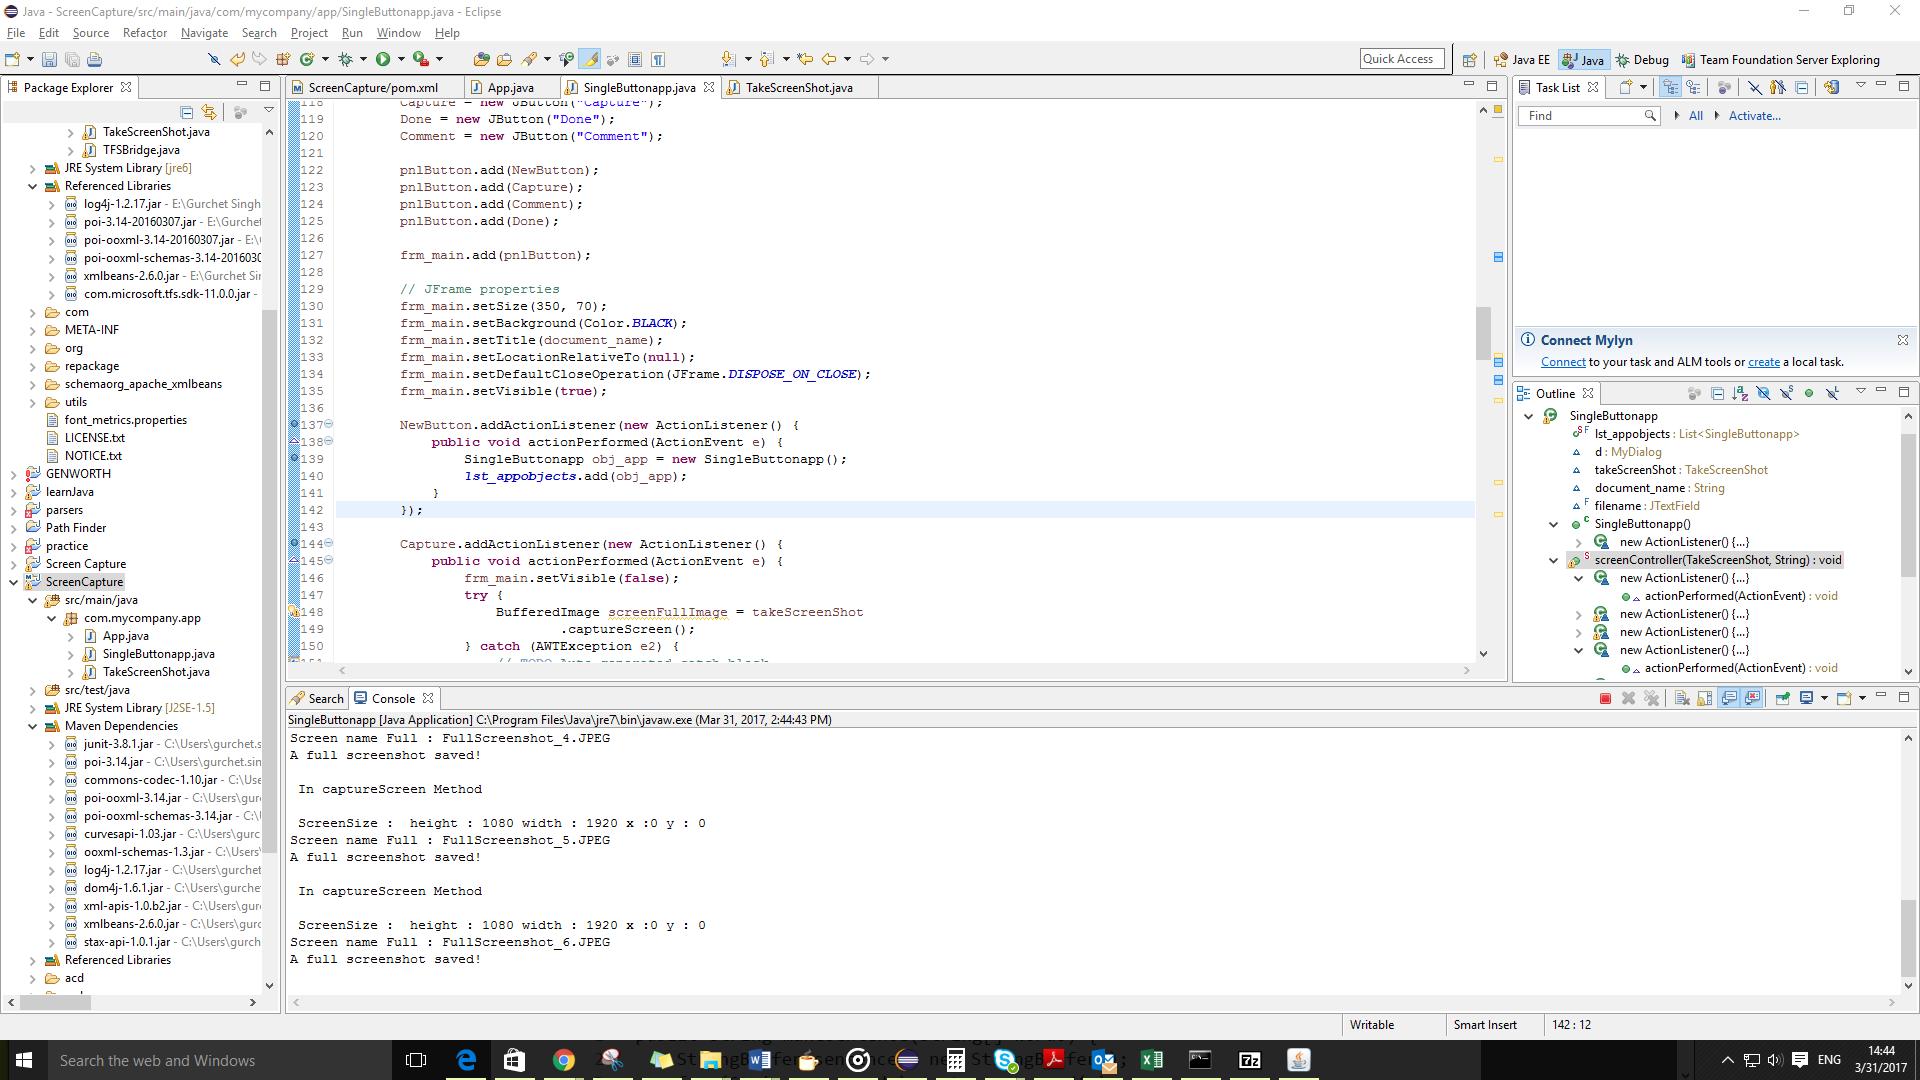 Java - ScreenCapture/src/main/java/com/mycompany/app/SingleButtonapp.java - Eclipse
File Edit Source Refactor Navigate Search Project Run Window Help
Quick Access
Java EE
Java
Debug
Team Foundation Server Exploring
Package Explorer
TakeScreenShot.java
TFSBridge.java
JRE System Library [jre6]
Referenced Libraries
log4j-1.2.17.jar - E:\Gurchet Singh
poi-3.14-20160307.jar - E:\Gurchet
poi-ooxml-3.14-20160307.jar - E:\
poi-ooxml-schemas-3.14-2016030
xmlbeans-2.6.0.jar - E:\Gurchet Sir
com.microsoft.tfs.sdk-11.0.0.jar -
com
META-INF
org
repackage
schemaorg_apache_xmlbeans
utils
font_metrics.properties
LICENSE.txt
NOTICE.txt
GENWORTH
learnJava
parsers
Path Finder
practice
Screen Capture
ScreenCapture
src/main/java
com.mycompany.app
App.java
SingleButtonapp.java
TakeScreenShot.java
src/test/java
JRE System Library [J2SE-1.5]
Maven Dependencies
junit-3.8.1.jar - C:\Users\gurchet.s
poi-3.14.jar - C:\Users\gurchet.sin
commons-codec-1.10.jar - C:\Use
poi-ooxml-3.14.jar - C:\Users\gur
poi-ooxml-schemas-3.14.jar - C:\U
curvesapi-1.03.jar - C:\Users\gurc
ooxml-schemas-1.3.jar - C:\Users\
log4j-1.2.17.jar - C:\Users\gurchet
dom4j-1.6.1.jar - C:\Users\gurche
xml-apis-1.0.b2.jar - C:\Users\gur
xmlbeans-2.6.0.jar - C:\Users\gurc
stax-api-1.0.1.jar - C:\Users\gurch
Referenced Libraries
acd
ScreenCapture/pom.xml
App.java
SingleButtonapp.java
TakeScreenShot.java
118 Capture = new JButton("Capture");
119 Done = new JButton("Done");
120 Comment = new JButton("Comment");
121
122 pnlButton.add(NewButton);
123 pnlButton.add(Capture);
124 pnlButton.add(Comment);
125 pnlButton.add(Done);
126
127 frm_main.add(pnlButton);
128
129 // JFrame properties
130 frm_main.setSize(350, 70);
131 frm_main.setBackground(Color.BLACK);
132 frm_main.setTitle(document_name);
133 frm_main.setLocationRelativeTo(null);
134 frm_main.setDefaultCloseOperation(JFrame.DISPOSE_ON_CLOSE);
135 frm_main.setVisible(true);
136
137 NewButton.addActionListener(new ActionListener() {
138 public void actionPerformed(ActionEvent e) {
139 SingleButtonapp obj_app = new SingleButtonapp();
140 lst_appobjects.add(obj_app);
141 }
142 });
143
144 Capture.addActionListener(new ActionListener() {
145 public void actionPerformed(ActionEvent e) {
146 frm_main.setVisible(false);
147 try {
148 BufferedImage screenFullImage = takeScreenShot
149 .captureScreen();
150 } catch (AWTException e2) {
151 // TODO Auto-generated catch block
Task List
Find
All
Activate...
Connect Mylyn
Connect to your task and ALM tools or create a local task.
Outline
SingleButtonapp
lst_appobjects : List<SingleButtonapp>
d : MyDialog
takeScreenShot : TakeScreenShot
document_name : String
filename : JTextField
SingleButtonapp()
new ActionListener() {...}
screenController(TakeScreenShot, String) : void
new ActionListener() {...}
actionPerformed(ActionEvent) : void
new ActionListener() {...}
new ActionListener() {...}
new ActionListener() {...}
actionPerformed(ActionEvent) : void
Search
Console
SingleButtonapp [Java Application] C:\Program Files\Java\jre7\bin\javaw.exe (Mar 31, 2017, 2:44:43 PM)
Screen name Full : FullScreenshot_4.JPEG
A full screenshot saved!
In captureScreen Method
ScreenSize : height : 1080 width : 1920 x :0 y : 0
Screen name Full : FullScreenshot_5.JPEG
A full screenshot saved!
In captureScreen Method
ScreenSize : height : 1080 width : 1920 x :0 y : 0
Screen name Full : FullScreenshot_6.JPEG
A full screenshot saved!
Writable
Smart Insert
142 : 12
Search the web and Windows
ENG
14:44
3/31/2017